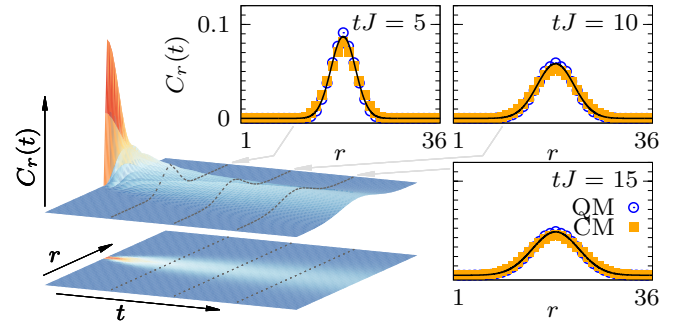 0.1
C_r(t)
0
tJ = 5
1
r
36
tJ = 10
1
r
36
tJ = 15
QM
CM
1
r
36
C_r(t)
r
t